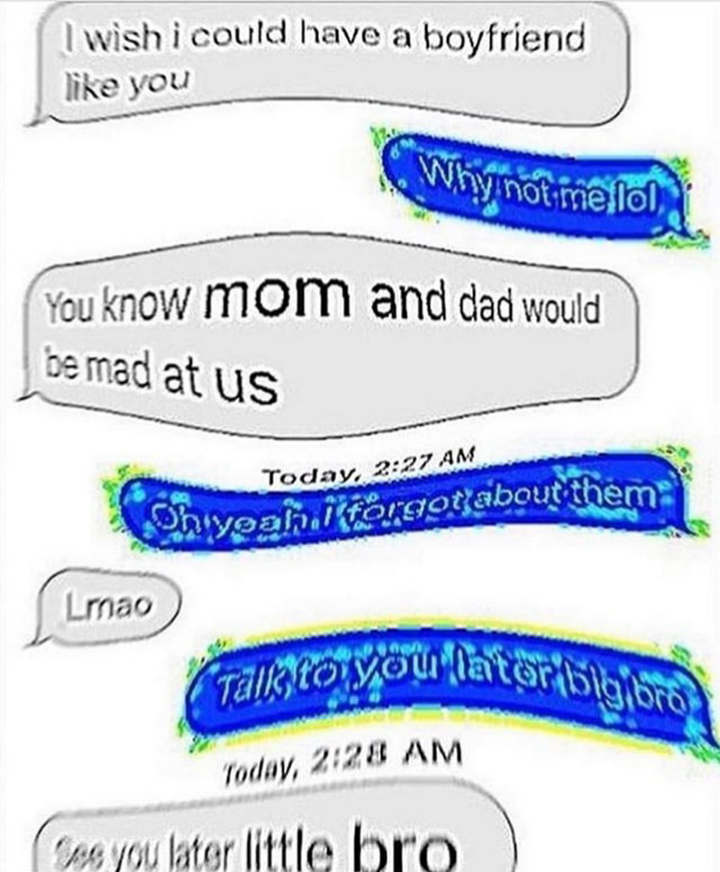 I wish i could have a boyfriend
like you
Why not me lol
You know mom and dad would
be mad at us
Today, 2:27 AM
Oh yeah I forgot about them
Lmao
Talk to you later big bro
Today, 2:28 AM
See you later little bro